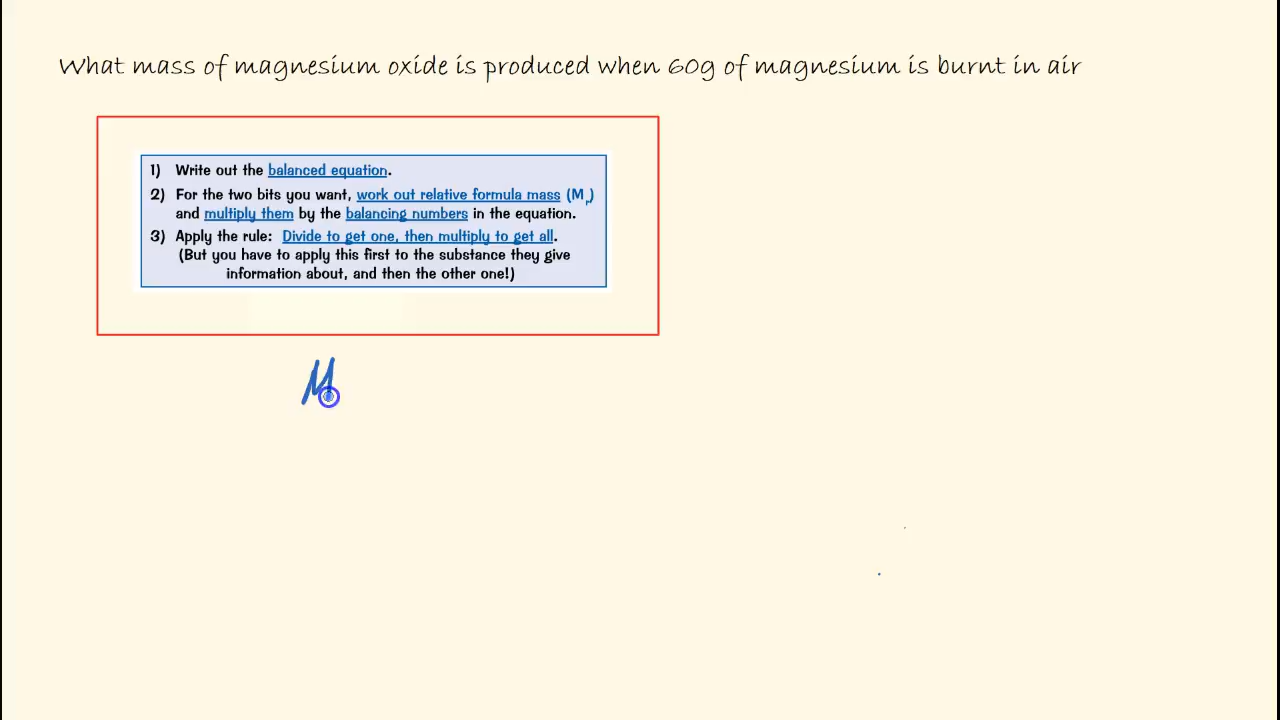 What mass of magnesium oxide is produced when 60g of magnesium is burnt in air
1) Write out the balanced equation.
2) For the two bits you want, work out relative formula mass (Mr)
and multiply them by the balancing numbers in the equation.
3) Apply the rule: Divide to get one, then multiply to get all.
(But you have to apply this first to the substance they give
information about, and then the other one!)
M